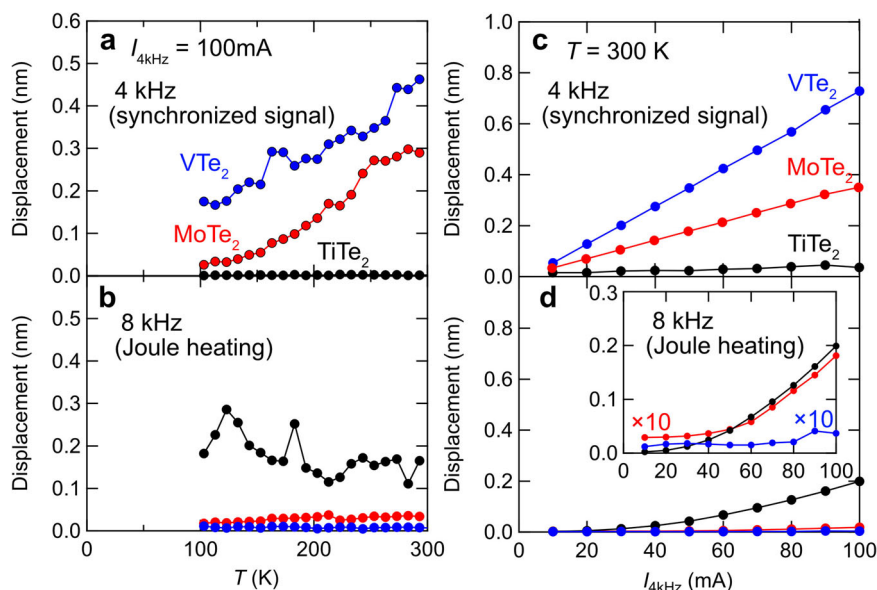 a
I4kHz = 100mA
4 kHz
(synchronized signal)
VTe2
MoTe2
TiTe2
Displacement (nm)
0.6
0.5
0.4
0.3
0.2
0.1
0.0
b
8 kHz
(Joule heating)
Displacement (nm)
0.5
0.4
0.3
0.2
0.1
0.0
0
100
200
300
T (K)
c
T = 300 K
4 kHz
(synchronized signal)
VTe2
MoTe2
TiTe2
Displacement (nm)
1.0
0.8
0.6
0.4
0.2
0.0
d
Displacement (nm)
0.8
0.6
0.4
0.2
0.0
0
20
40
60
80
100
I4kHz (mA)
8 kHz
(Joule heating)
×10
×10
0.3
0.2
0.1
0.0
0
20
40
60
80
100